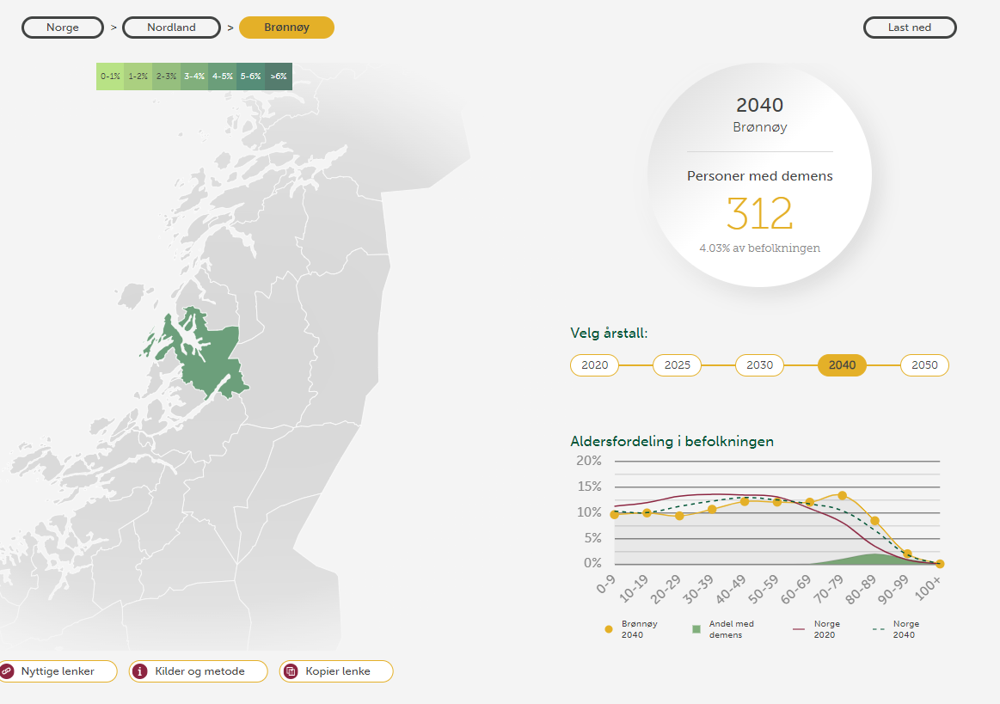 Norge > Nordland > Brønnøy
Last ned
0-1% 1-2% 2-3% 3-4% 4-5% 5-6% >6%
2040
Brønnøy
Personer med demens
312
4.03% av befolkningen
Velg årstall:
2020 2025 2030 2040 2050
Aldersfordeling i befolkningen
20%
15%
10%
5%
0%
0-9 10-19 20-29 30-39 40-49 50-59 60-69 70-79 80-89 90-99 100+
Brønnøy
2040
Andel med
demens
Norge
2020
Norge
2040
Nyttige lenker
Kilder og metode
Kopier lenke